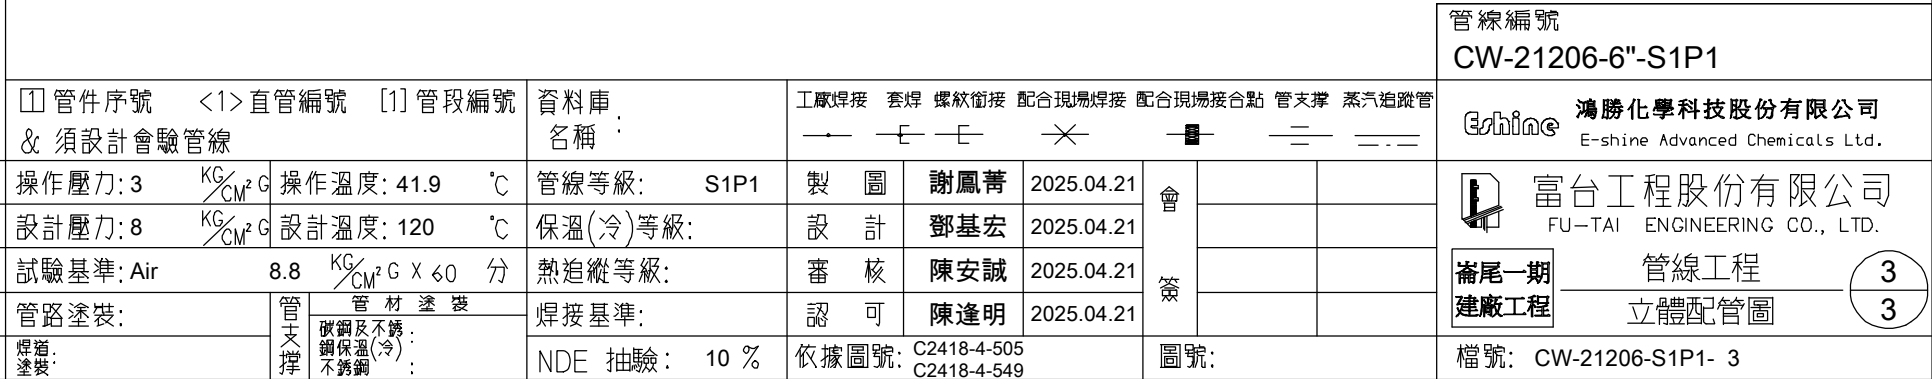 管線編號
CW-21206-6"-S1P1
1 管件序號 <1>直管編號 [1]管段編號
& 須設計會驗管線
資料庫名稱 :
工廠焊接 套焊 螺紋銜接 配合現場焊接 配合現場接合點 管支撐 蒸汽追蹤管
Eshine 鴻勝化學科技股份有限公司
E-shine Advanced Chemicals Ltd.
操作壓力: 3 KG/CM² G 操作溫度: 41.9 °C 管線等級: S1P1 製 圖 謝鳳菁 2025.04.21
設計壓力: 8 KG/CM² G 設計溫度: 120 °C 保溫(冷)等級: 設 計 鄧基宏 2025.04.21
試驗基準: Air 8.8 KG/CM² G X 60 分 熱追縱等級: 審 核 陳安誠 2025.04.21
管路塗裝: 焊接基準: 認 可 陳逢明 2025.04.21
會簽
富台工程股份有限公司
FU-TAI ENGINEERING CO., LTD.
崙尾一期
建廠工程
管線工程
立體配管圖
3
3
焊道塗裝:
管支撐
管 材 塗 裝
碳鋼及不銹鋼保溫(冷) :
不銹鋼 :
NDE 抽驗: 10 %
依據圖號: C2418-4-505
C2418-4-549
圖號:
檔號: CW-21206-S1P1- 3